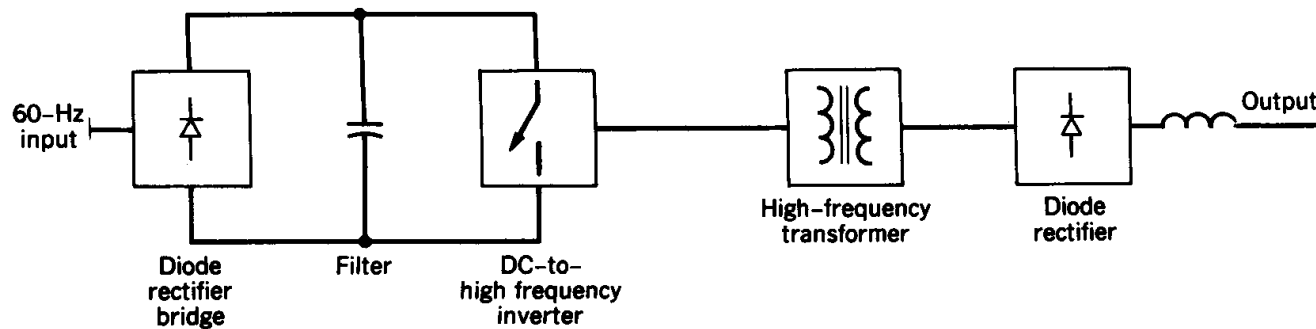 60-Hz
input
Diode
rectifier
bridge
Filter
DC-to-
high frequency
inverter
High-frequency
transformer
Diode
rectifier
Output